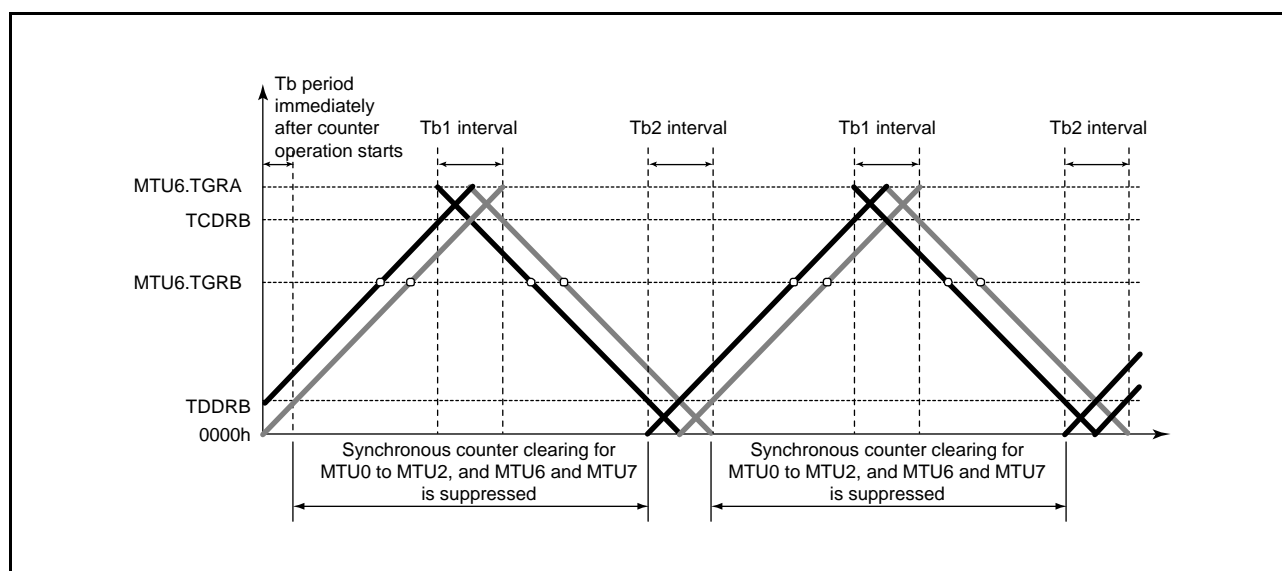 Tb period
immediately
after counter
operation starts
Tb1 interval
Tb2 interval
Tb1 interval
Tb2 interval
MTU6.TGRA
TCDRB
MTU6.TGRB
TDDRB
0000h
Synchronous counter clearing for
MTU0 to MTU2, and MTU6 and MTU7
is suppressed
Synchronous counter clearing for
MTU0 to MTU2, and MTU6 and MTU7
is suppressed